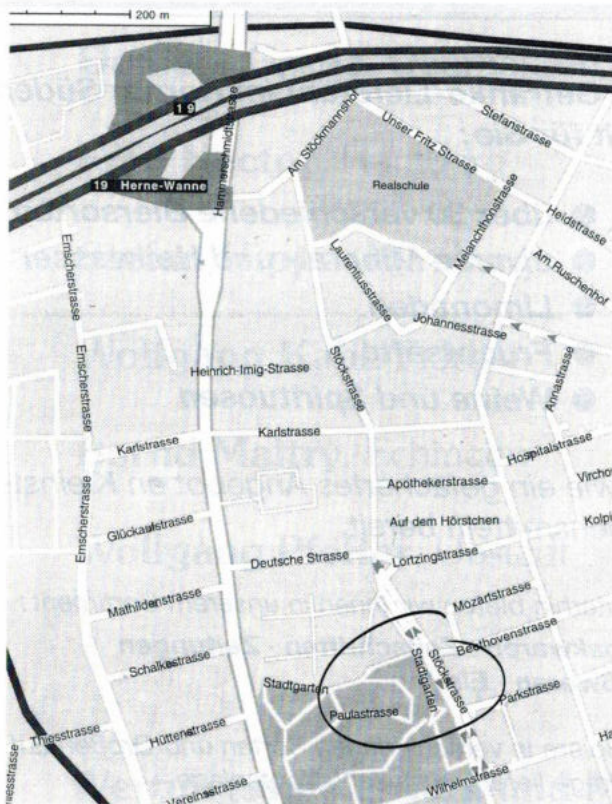 200 m
19
19 Herne-Wanne
Hammerschmidtstrasse
Am Stöckmannshof
Unser Fritz Strasse
Stefanstrasse
Realschule
Melanchthonstrasse
Heidstrasse
Am Ruschenhof
Laurentiusstrasse
Johannesstrasse
Emscherstrasse
Stöckstrasse
Annastrasse
Heinrich-Imig-Strasse
Karlstrasse
Karlstrasse
Hospitalstrasse
Emscherstrasse
Apothekerstrasse
Auf dem Hörstchen
Glückaufstrasse
Deutsche Strasse
Lortzingstrasse
Mathildenstrasse
Mozartstrasse
Beethovenstrasse
Schalkestrasse
Stadtgarten
Stadtgarten
Stöckstrasse
Parkstrasse
Paulastrasse
Thiesstrasse
Hüttenstrasse
Vereinsstrasse
Wilhelmstrasse